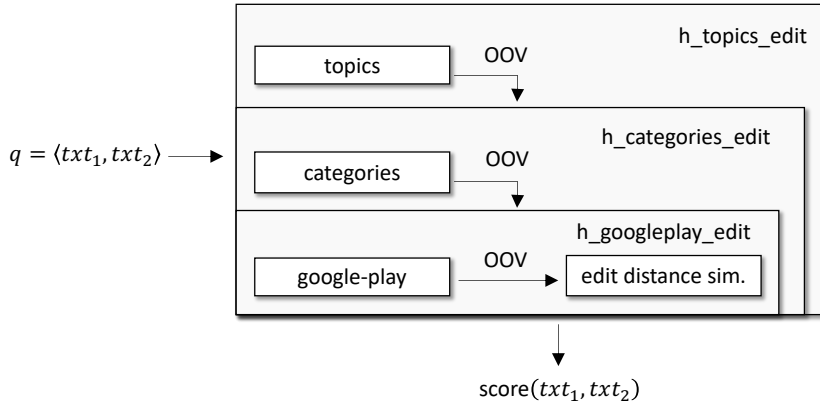 h_topics_edit
topics
OOV
h_categories_edit
q = ⟨txt₁, txt₂⟩
categories
OOV
h_googleplay_edit
google-play
OOV
edit distance sim.
score(txt₁, txt₂)